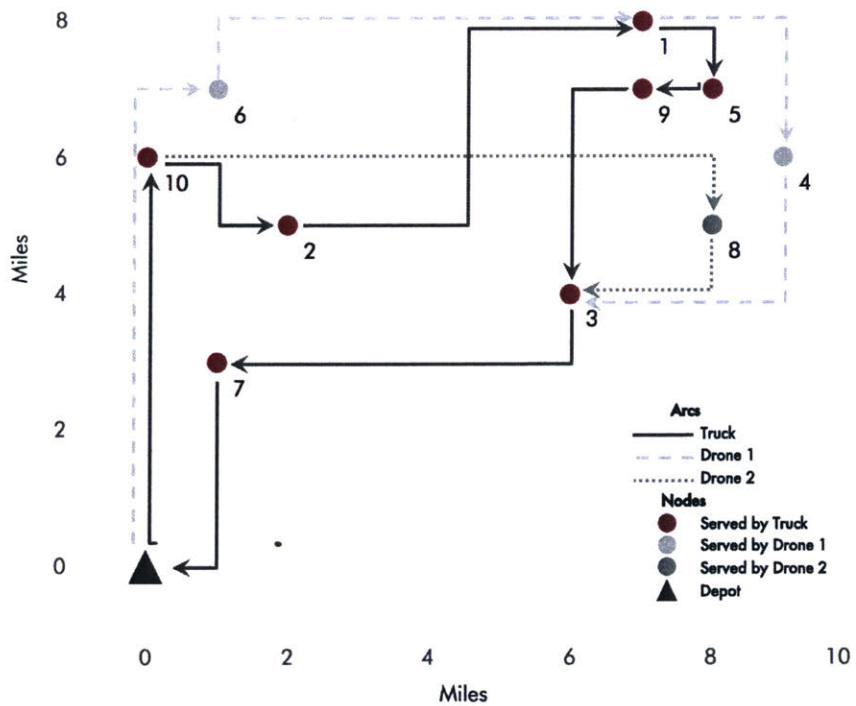 8
1
6
9
5
6
10
4
2
8
Miles
4
3
7
Arcs
2
Truck
Drone 1
Drone 2
Nodes
Served by Truck
0
Served by Drone 1
Served by Drone 2
Depot
0 2 4 6 8 10
Miles